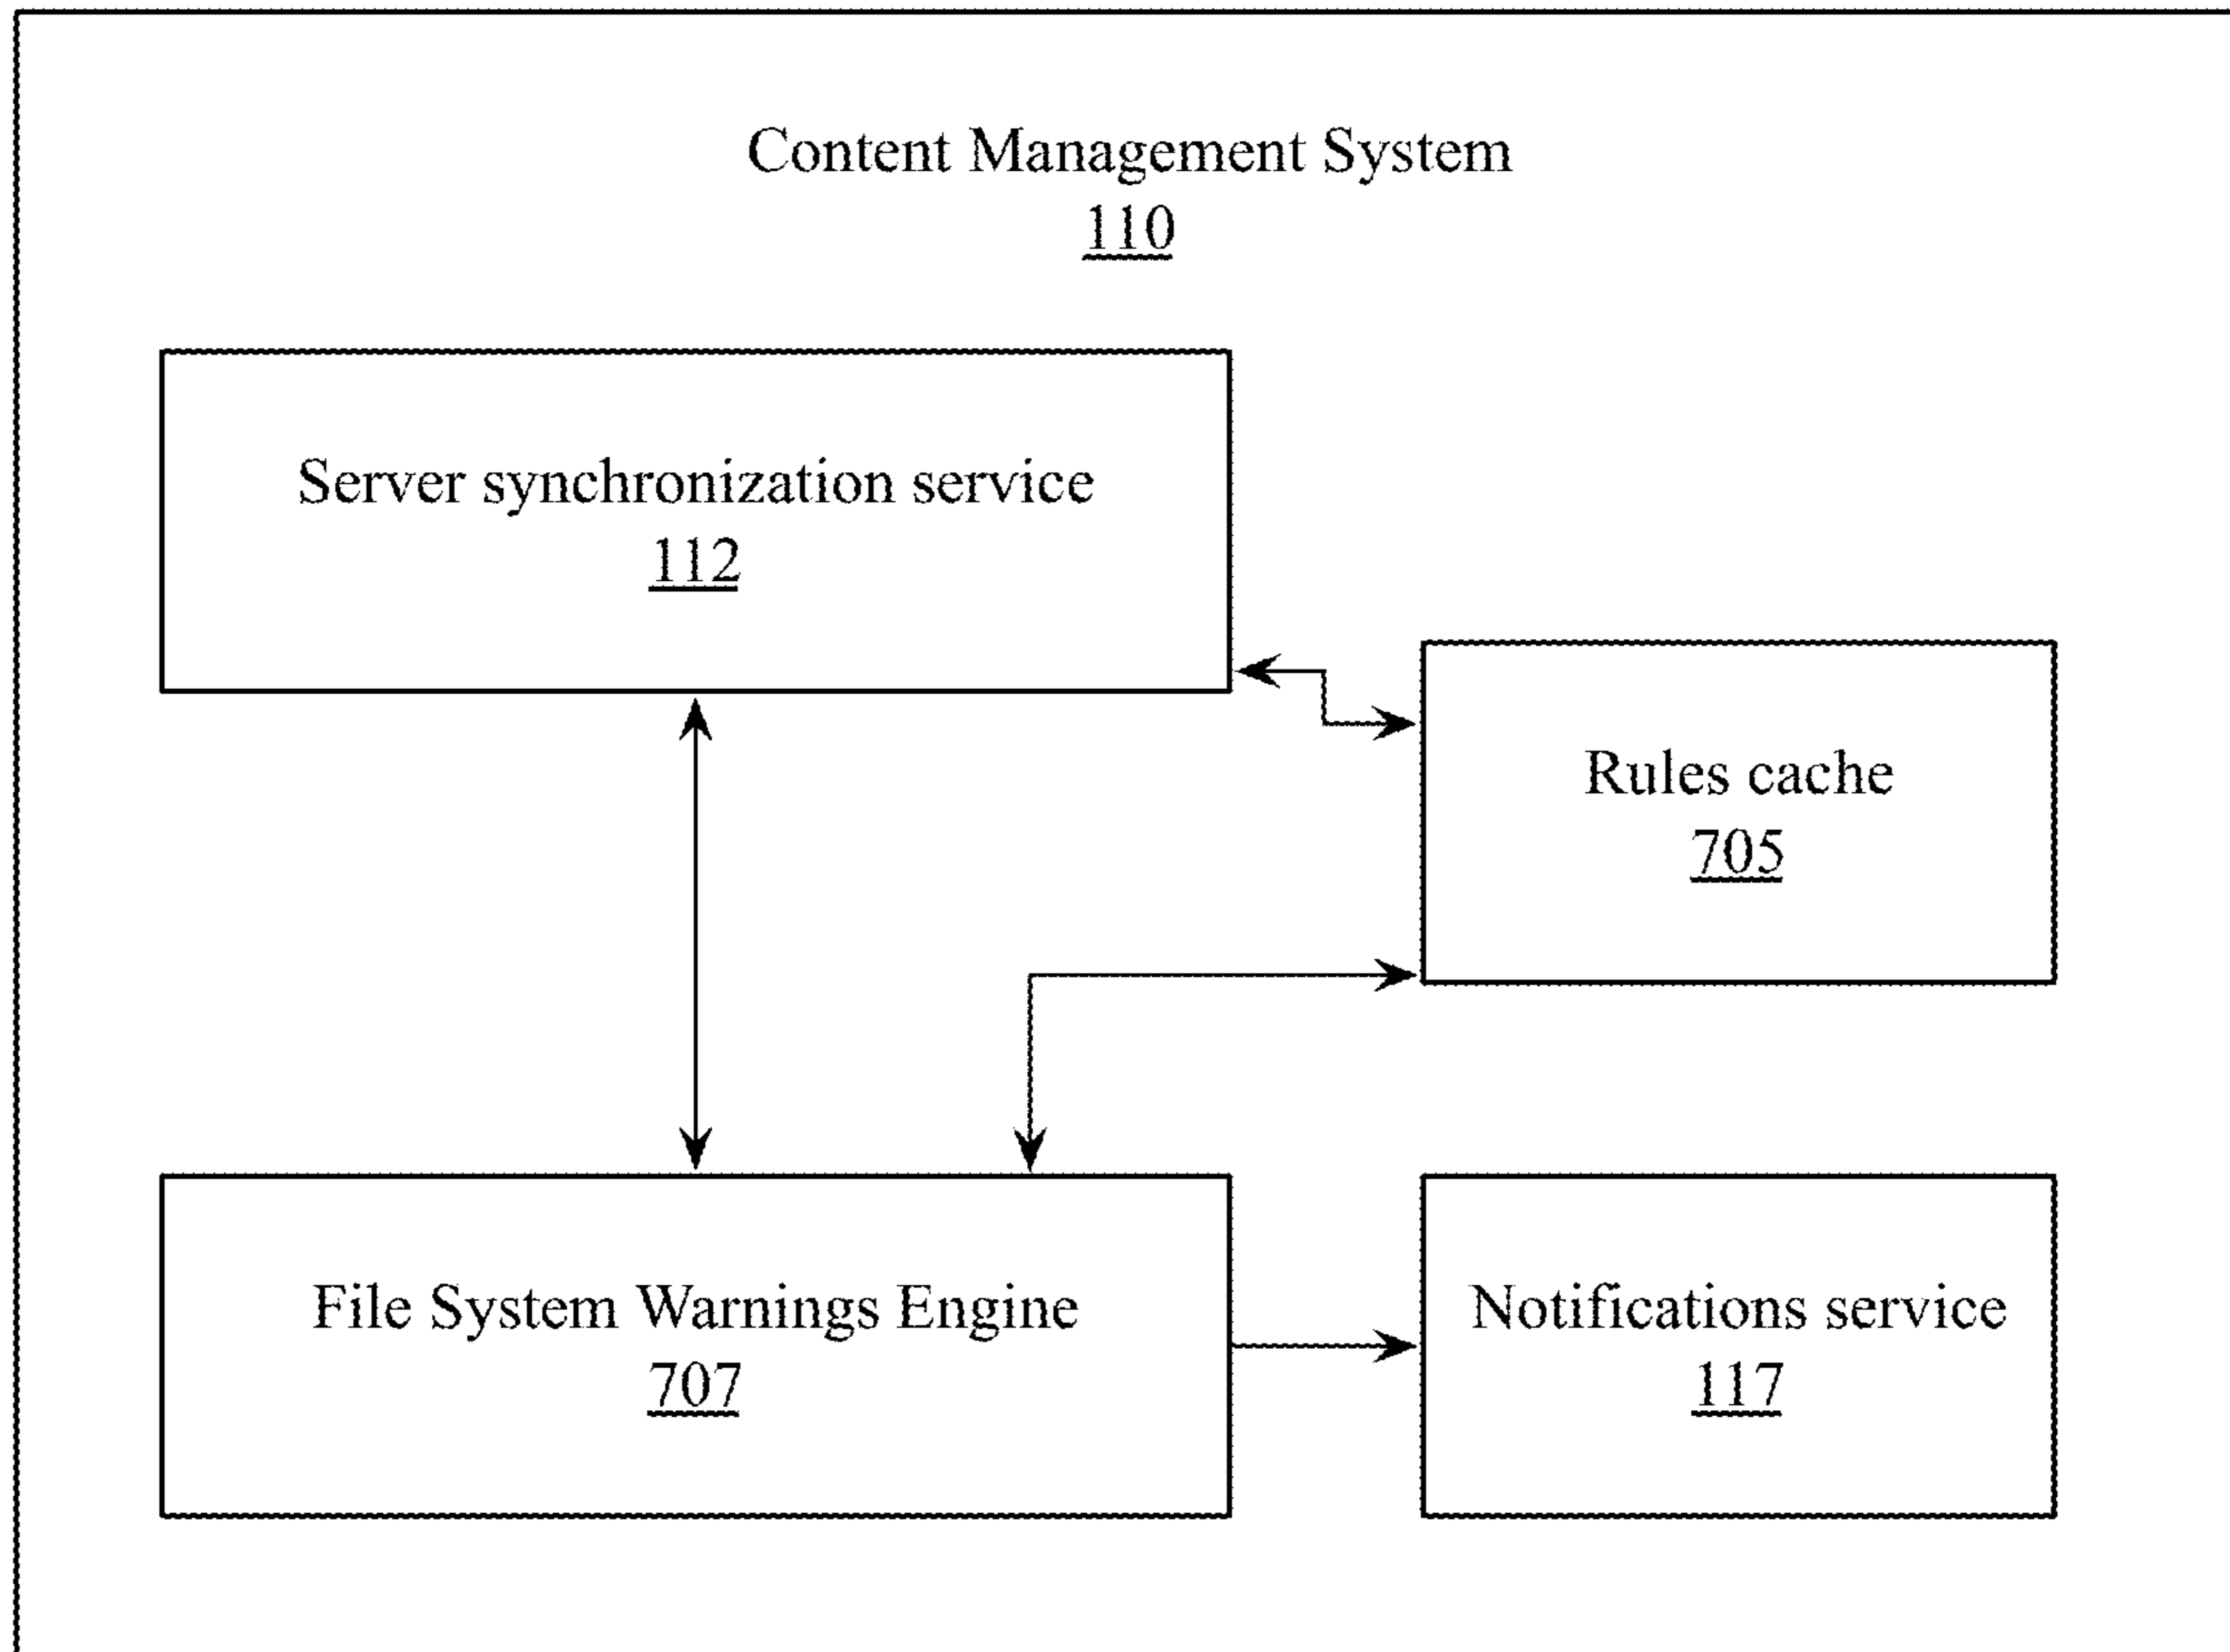 Content Management System
110
Server synchronization service
112
Rules cache
705
File System Warnings Engine
707
Notifications service
117